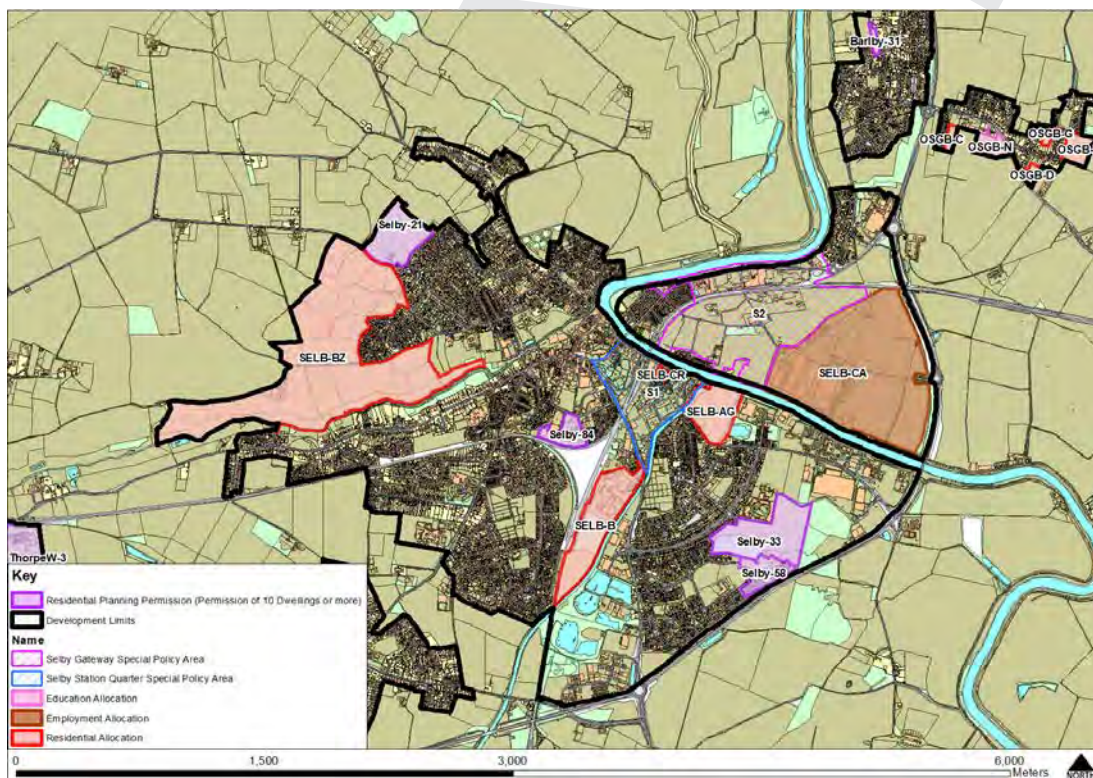 Barlby-31
OSGB-C
OSGB-N
OSGB-G
OSGB-
OSGB-D
Selby-21
S2
SELB-BZ
SELB-CR
SELB-CA
S1
SELB-AG
Selby-84
SELB-B
Selby-33
Selby-58
ThorpeW-3
Key
Residential Planning Permission (Permission of 10 Dwellings or more)
Development Limits
Name
Selby Gateway Special Policy Area
Selby Station Quarter Special Policy Area
Education Allocation
Employment Allocation
Residential Allocation
0 1,500 3,000 6,000
Meters
NORTH